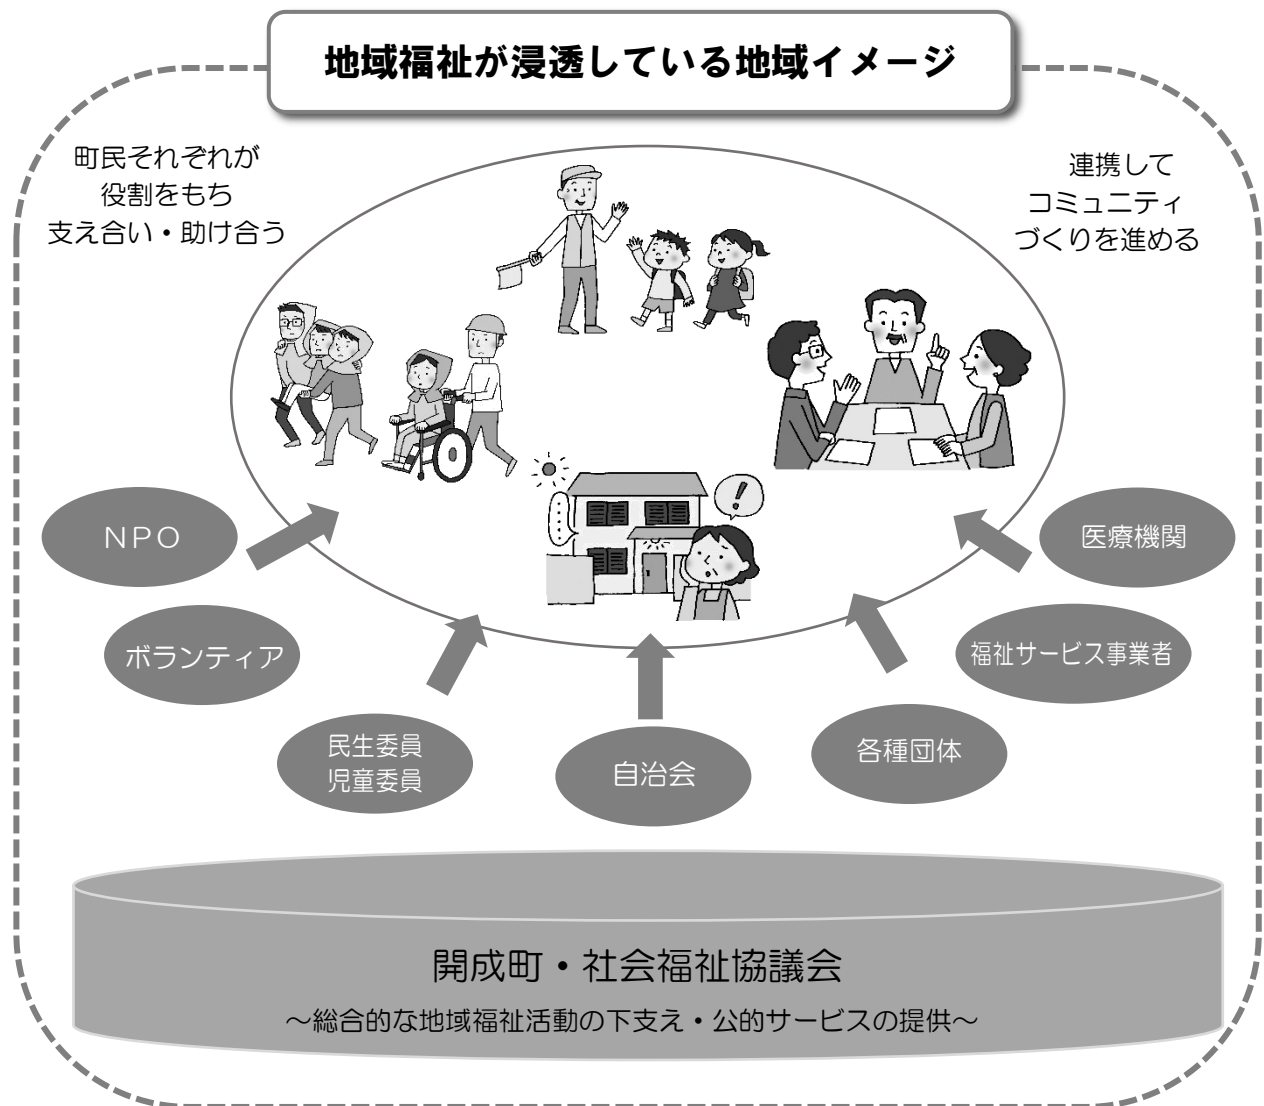 地域福祉が浸透している地域イメージ
町民それぞれが
役割をもち
支え合い・助け合う
連携して
コミュニティ
づくりを進める
ＮＰＯ
医療機関
ボランティア
福祉サービス事業者
民生委員
児童委員
自治会
各種団体
開成町・社会福祉協議会
～総合的な地域福祉活動の下支え・公的サービスの提供～